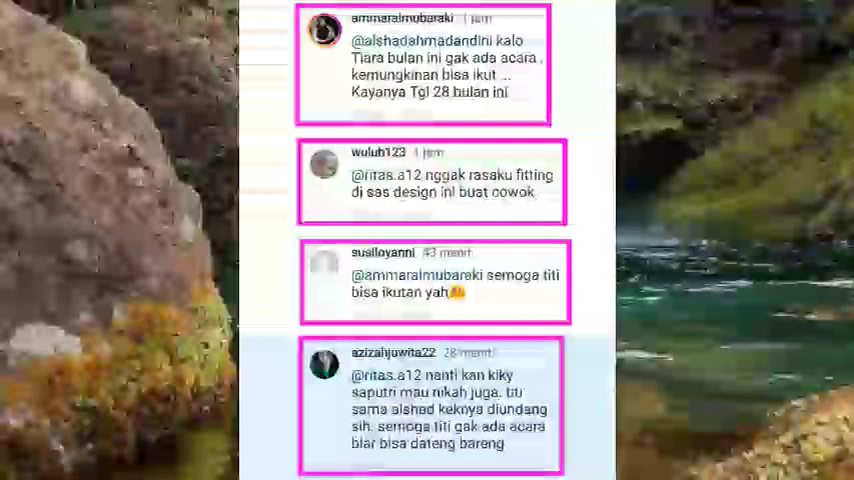 ammaralmubaraki 1 jam
@alshadahmadandini kalo
Tiara bulan ini gak ada acara ,
kemungkinan bisa ikut ...
Kayanya Tgl 28 bulan ini
wuluh123 1 jam
@ritas.a12 nggak rasaku fitting
di sas design ini buat cowok
susiloyanni 43 menit
@ammaralmubaraki semoga titi
bisa ikutan yah
azizahjuwita22 28 menit
@ritas.a12 nanti kan kiky
saputri mau nikah juga. titi
sama alshad keknya diundang
sih. semoga titi gak ada acara
biar bisa dateng bareng